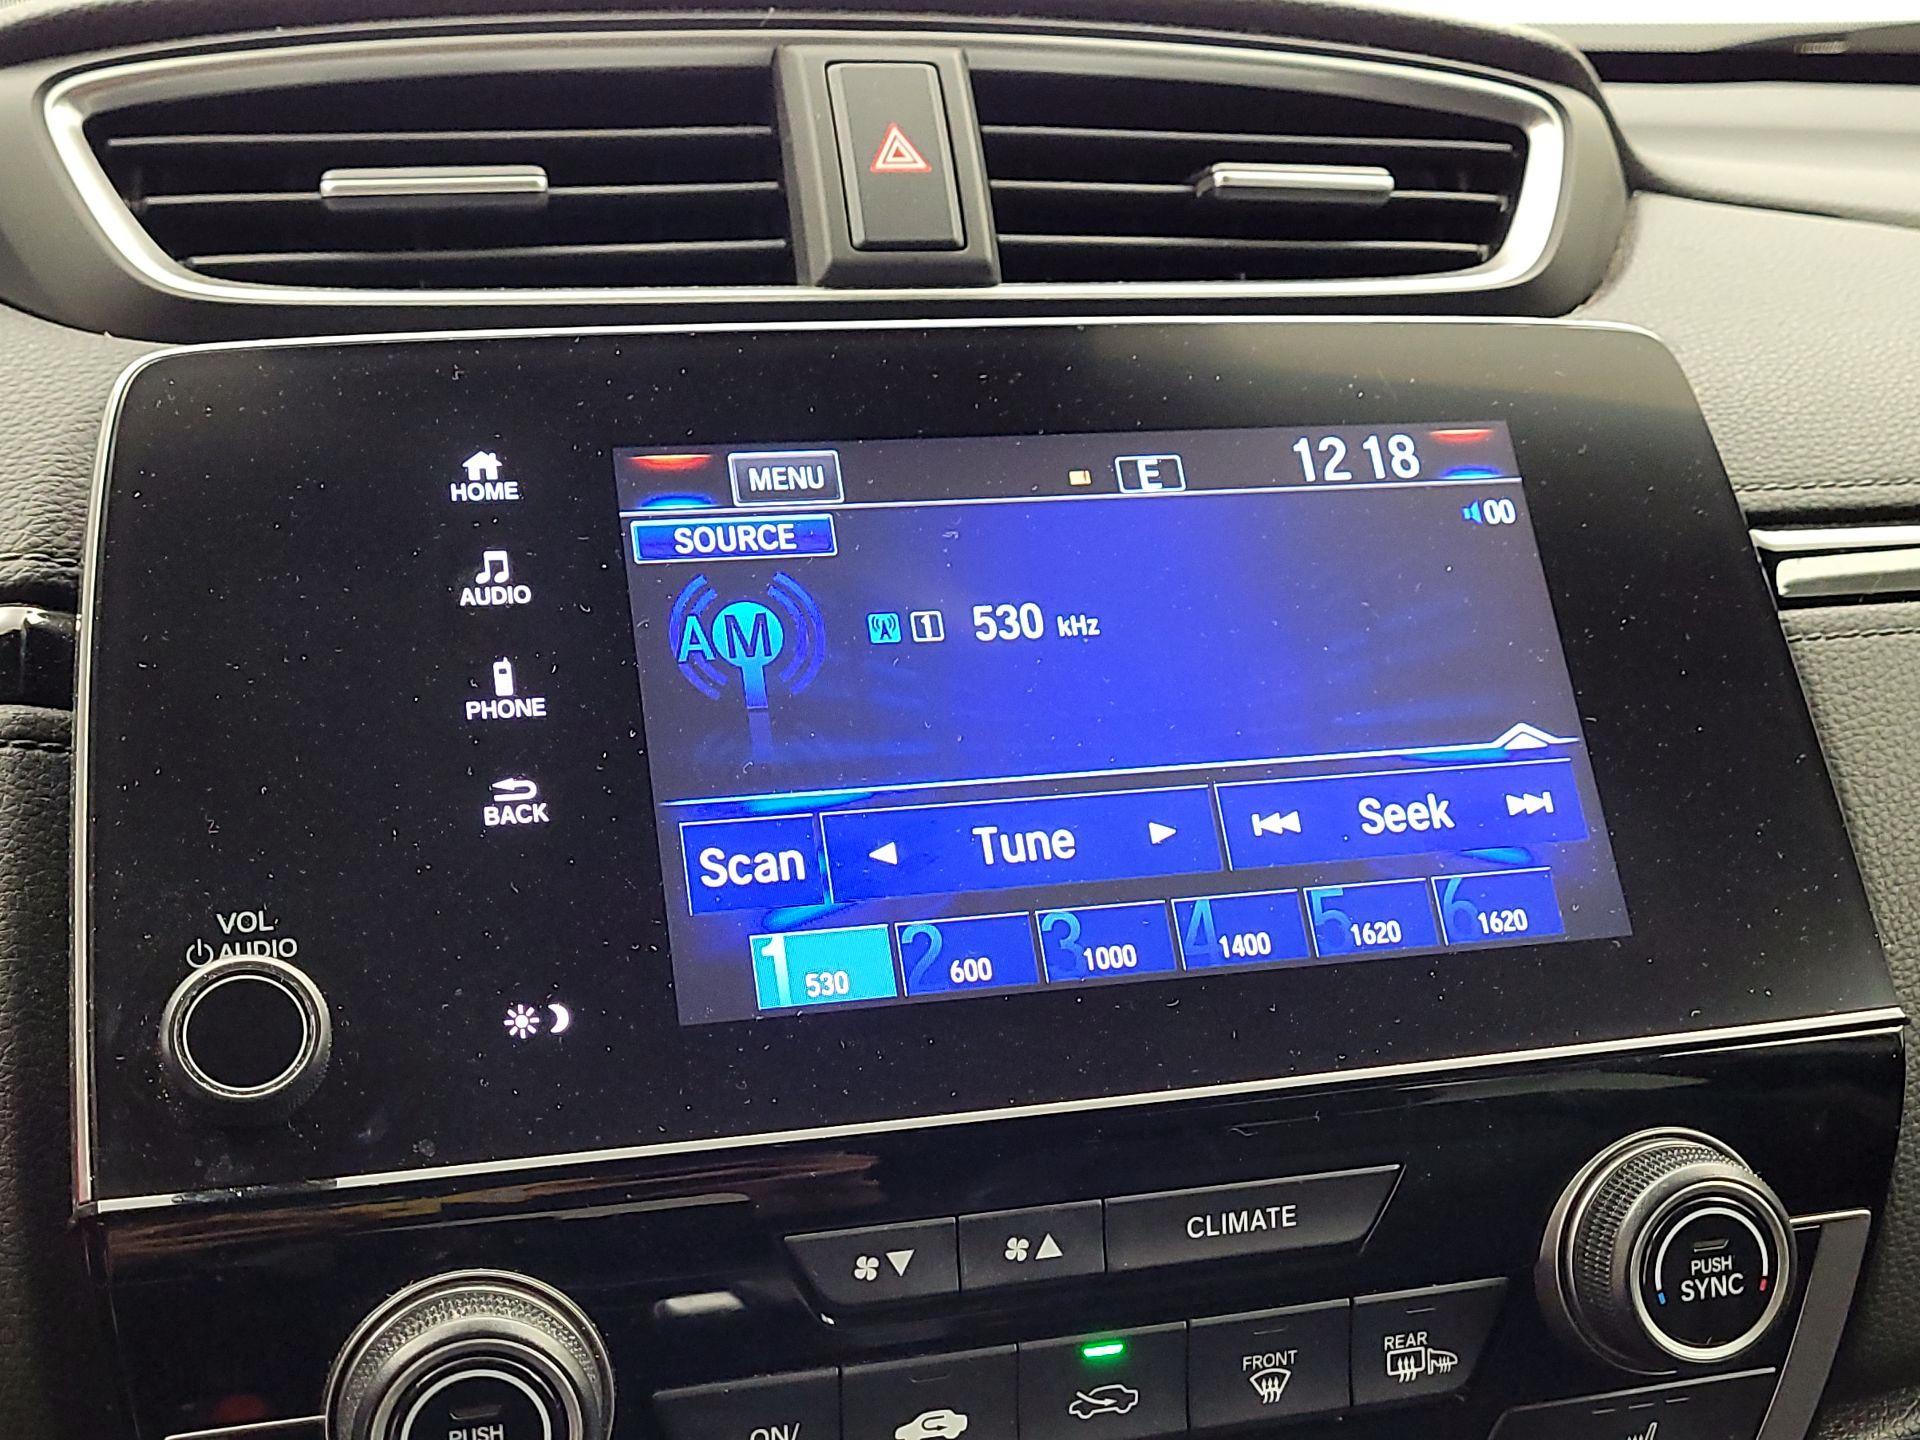 MENU
E
12 18
SOURCE
00
AM
1
530 kHz
HOME
AUDIO
PHONE
BACK
Scan
Tune
Seek
1 530
2 600
3 1000
4 1400
5 1620
6 1620
VOL
AUDIO
CLIMATE
PUSH
SYNC
FRONT
REAR
PUSH
ON/